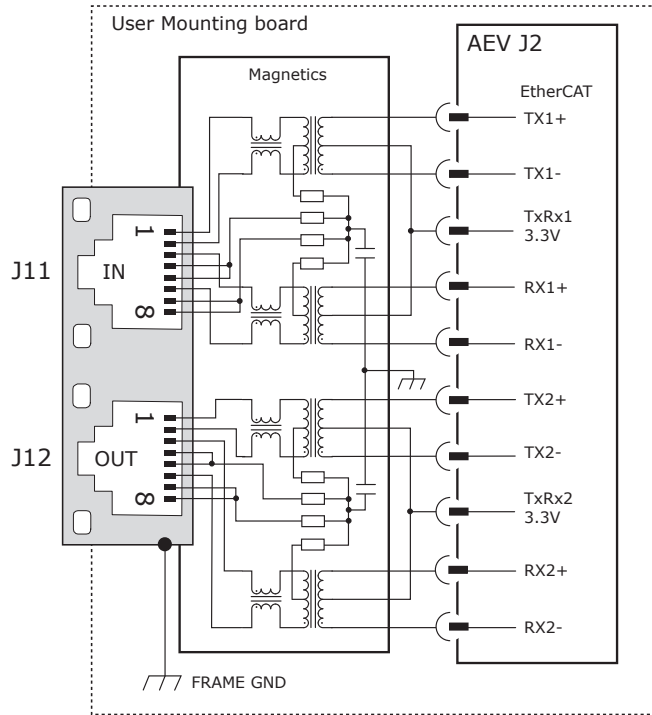 User Mounting board
AEV J2
Magnetics
EtherCAT
TX1+
TX1-
TxRx1
3.3V
RX1+
RX1-
J11
1
IN
8
TX2+
TX2-
TxRx2
3.3V
RX2+
RX2-
J12
1
OUT
8
FRAME GND